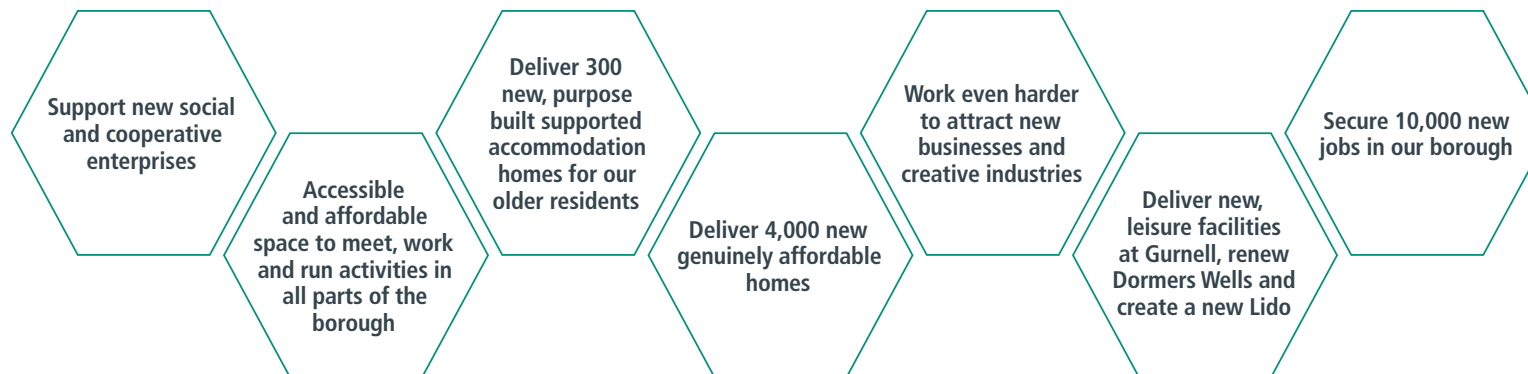 Support new social
and cooperative
enterprises
Accessible
and affordable
space to meet, work
and run activities in
all parts of the
borough
Deliver 300
new, purpose
built supported
accommodation
homes for our
older residents
Deliver 4,000 new
genuinely affordable
homes
Work even harder
to attract new
businesses and
creative industries
Deliver new,
leisure facilities
at Gurnell, renew
Dormers Wells and
create a new Lido
Secure 10,000 new
jobs in our borough